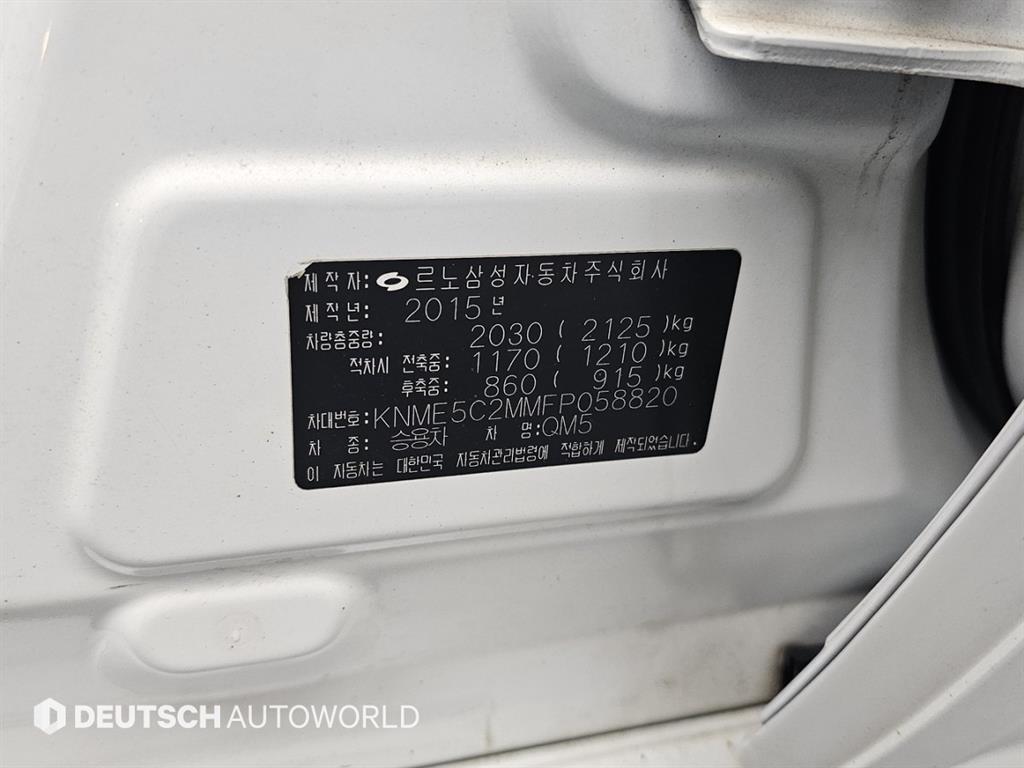 제 작 자: 르노삼성자동차주식회사
제 작 년: 2015 년
차량총중량: 2030 ( 2125 )kg
적차시 전축중: 1170 ( 1210 )kg
후축중: 860 ( 915 )kg
차대번호: KNME5C2MMFP058820
차 종: 승용차 차 명: QM5
이 자동차는 대한민국 자동차관리법령에 적합하게 제작되었습니다.
DEUTSCH AUTOWORLD